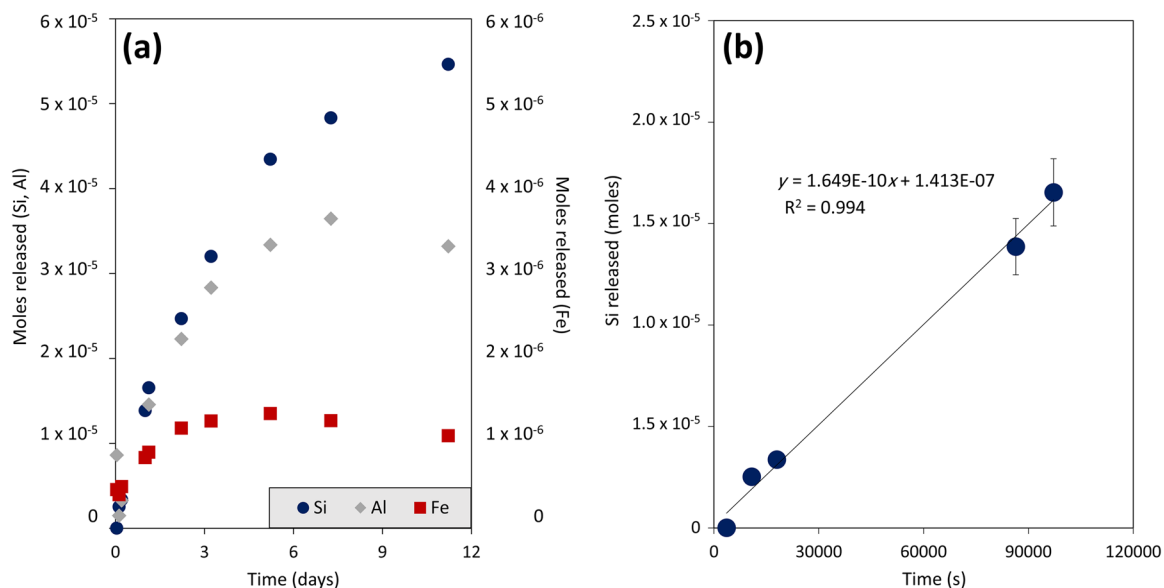 (a)
6 x 10⁻⁵
5 x 10⁻⁵
4 x 10⁻⁵
3 x 10⁻⁵
2 x 10⁻⁵
1 x 10⁻⁵
0
Moles released (Si, Al)
6 x 10⁻⁶
5 x 10⁻⁶
4 x 10⁻⁶
3 x 10⁻⁶
2 x 10⁻⁶
1 x 10⁻⁶
0
Moles released (Fe)
Si Al Fe
0 3 6 9 12
Time (days)
(b)
2.5 x 10⁻⁵
2.0 x 10⁻⁵
1.5 x 10⁻⁵
1.0 x 10⁻⁵
1.5 x 10⁻⁵
0
Si released (moles)
y = 1.649E-10x + 1.413E-07
R² = 0.994
0 30000 60000 90000 120000
Time (s)